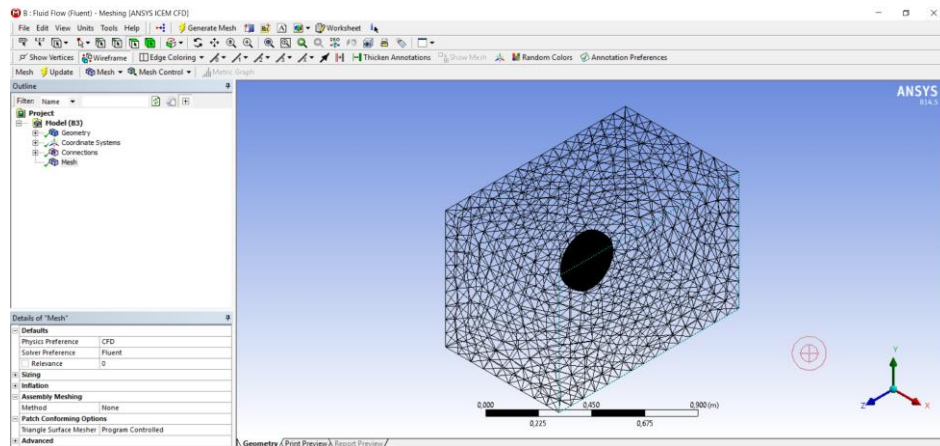 B : Fluid Flow (Fluent) - Meshing [ANSYS ICEM CFD]
File Edit View Units Tools Help Generate Mesh Worksheet
Show Vertices Wireframe Edge Coloring Thicken Annotations Show Mesh Random Colors Annotation Preferences
Mesh Update Mesh Mesh Control Metric Graph
Outline
Filter: Name
Project
Model (B3)
Geometry
Coordinate Systems
Connections
Mesh
Details of "Mesh"
Defaults
Physics Preference CFD
Solver Preference Fluent
Relevance 0
Sizing
Inflation
Assembly Meshing
Method None
Patch Conforming Options
Triangle Surface Mesher Program Controlled
Advanced
ANSYS
R14.5
0,000 0,450 0,900 (m)
0,225 0,675
Y
Z X
Geometry Print Preview Report Preview